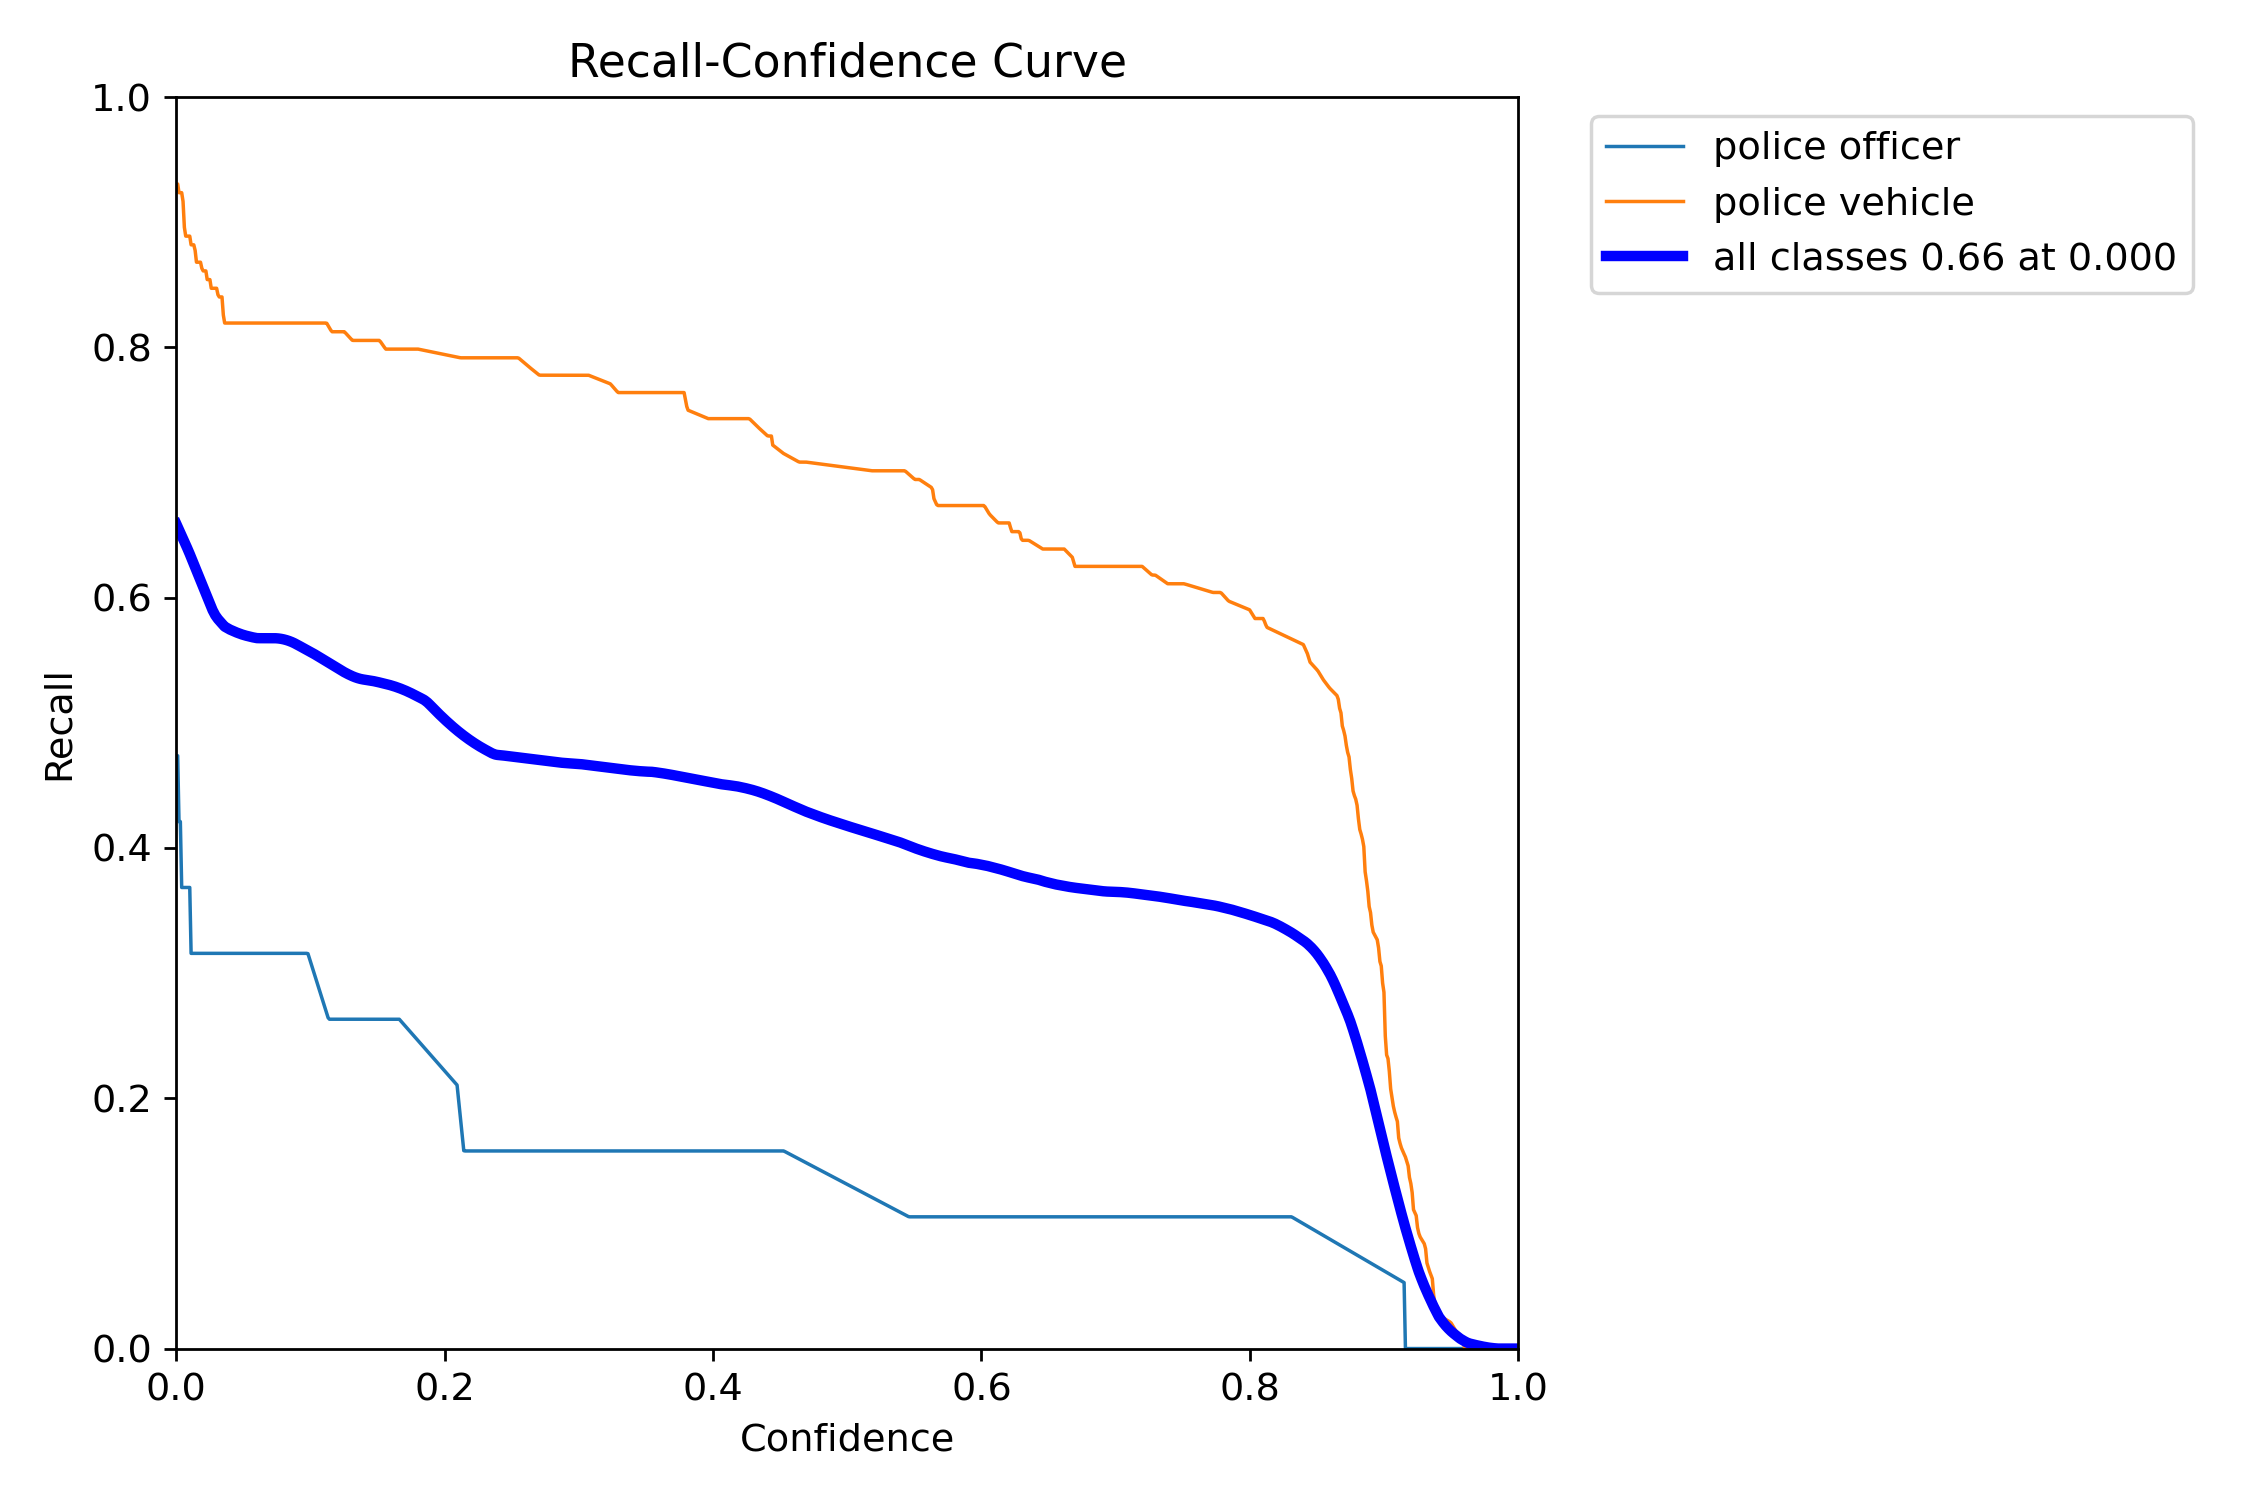 Recall-Confidence Curve
police officer
police vehicle
all classes 0.66 at 0.000
Recall
1.0
0.8
0.6
0.4
0.2
0.0
0.0 0.2 0.4 0.6 0.8 1.0
Confidence